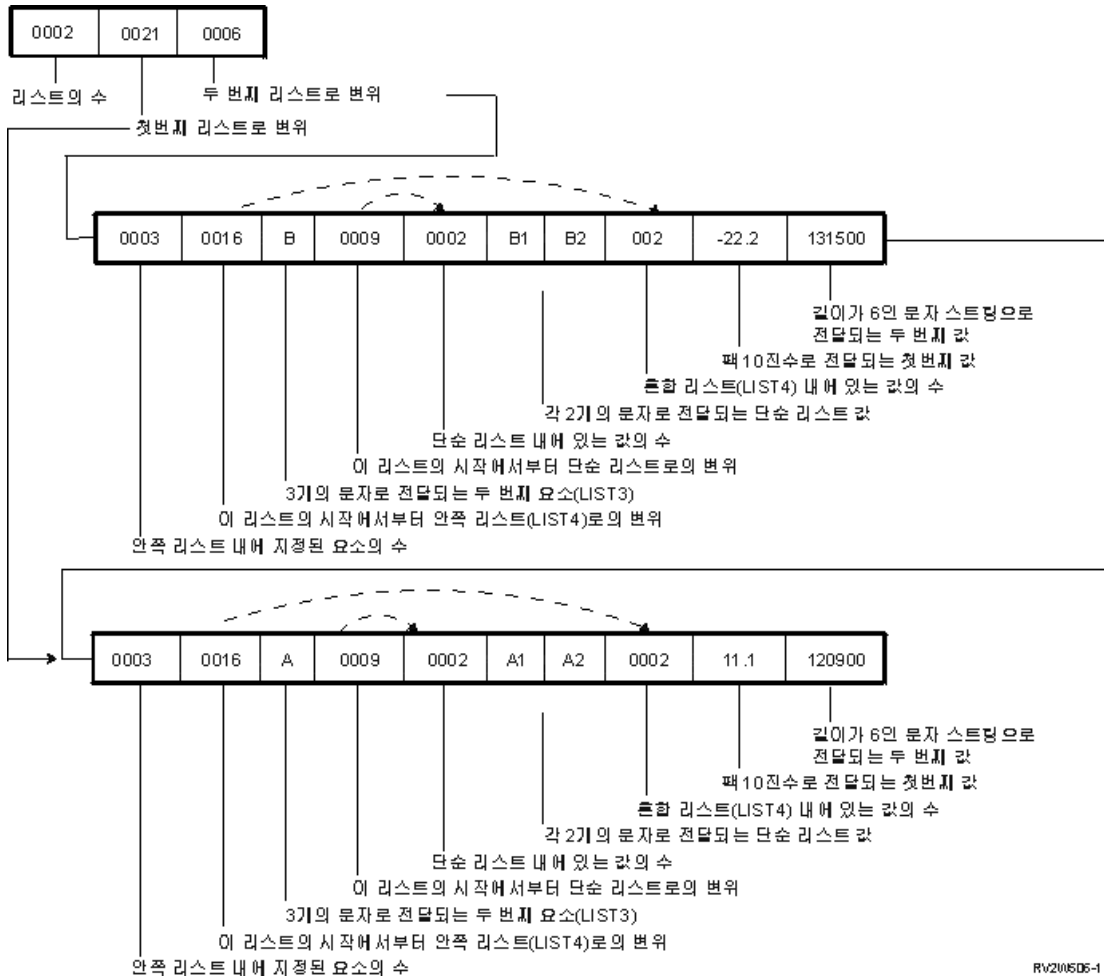 0002 0021 0006
리스트의 수
두 번째 리스트로 변위
첫번째 리스트로 변위
0003 0016 B 0009 0002 B1 B2 002 -22.2 131500
길이가 6인 문자 스트링으로
전달되는 두 번째 값
팩10진수로 전달되는 첫번째 값
혼합 리스트(LIST4) 내에 있는 값의 수
각 2개의 문자로 전달되는 단순 리스트 값
단순 리스트 내에 있는 값의 수
이 리스트의 시작에서부터 단순 리스트로의 변위
3개의 문자로 전달되는 두 번째 요소(LIST3)
이 리스트의 시작에서부터 안쪽 리스트(LIST4)로의 변위
안쪽 리스트 내에 지정된 요소의 수
0003 0016 A 0009 0002 A1 A2 0002 11.1 120900
길이가 6인 문자 스트링으로
전달되는 두 번째 값
팩10진수로 전달되는 첫번째 값
혼합 리스트(LIST4) 내에 있는 값의 수
각 2개의 문자로 전달되는 단순 리스트 값
단순 리스트 내에 있는 값의 수
이 리스트의 시작에서부터 단순 리스트로의 변위
3개의 문자로 전달되는 두 번째 요소(LIST3)
이 리스트의 시작에서부터 안쪽 리스트(LIST4)로의 변위
안쪽 리스트 내에 지정된 요소의 수
RV2W606-1